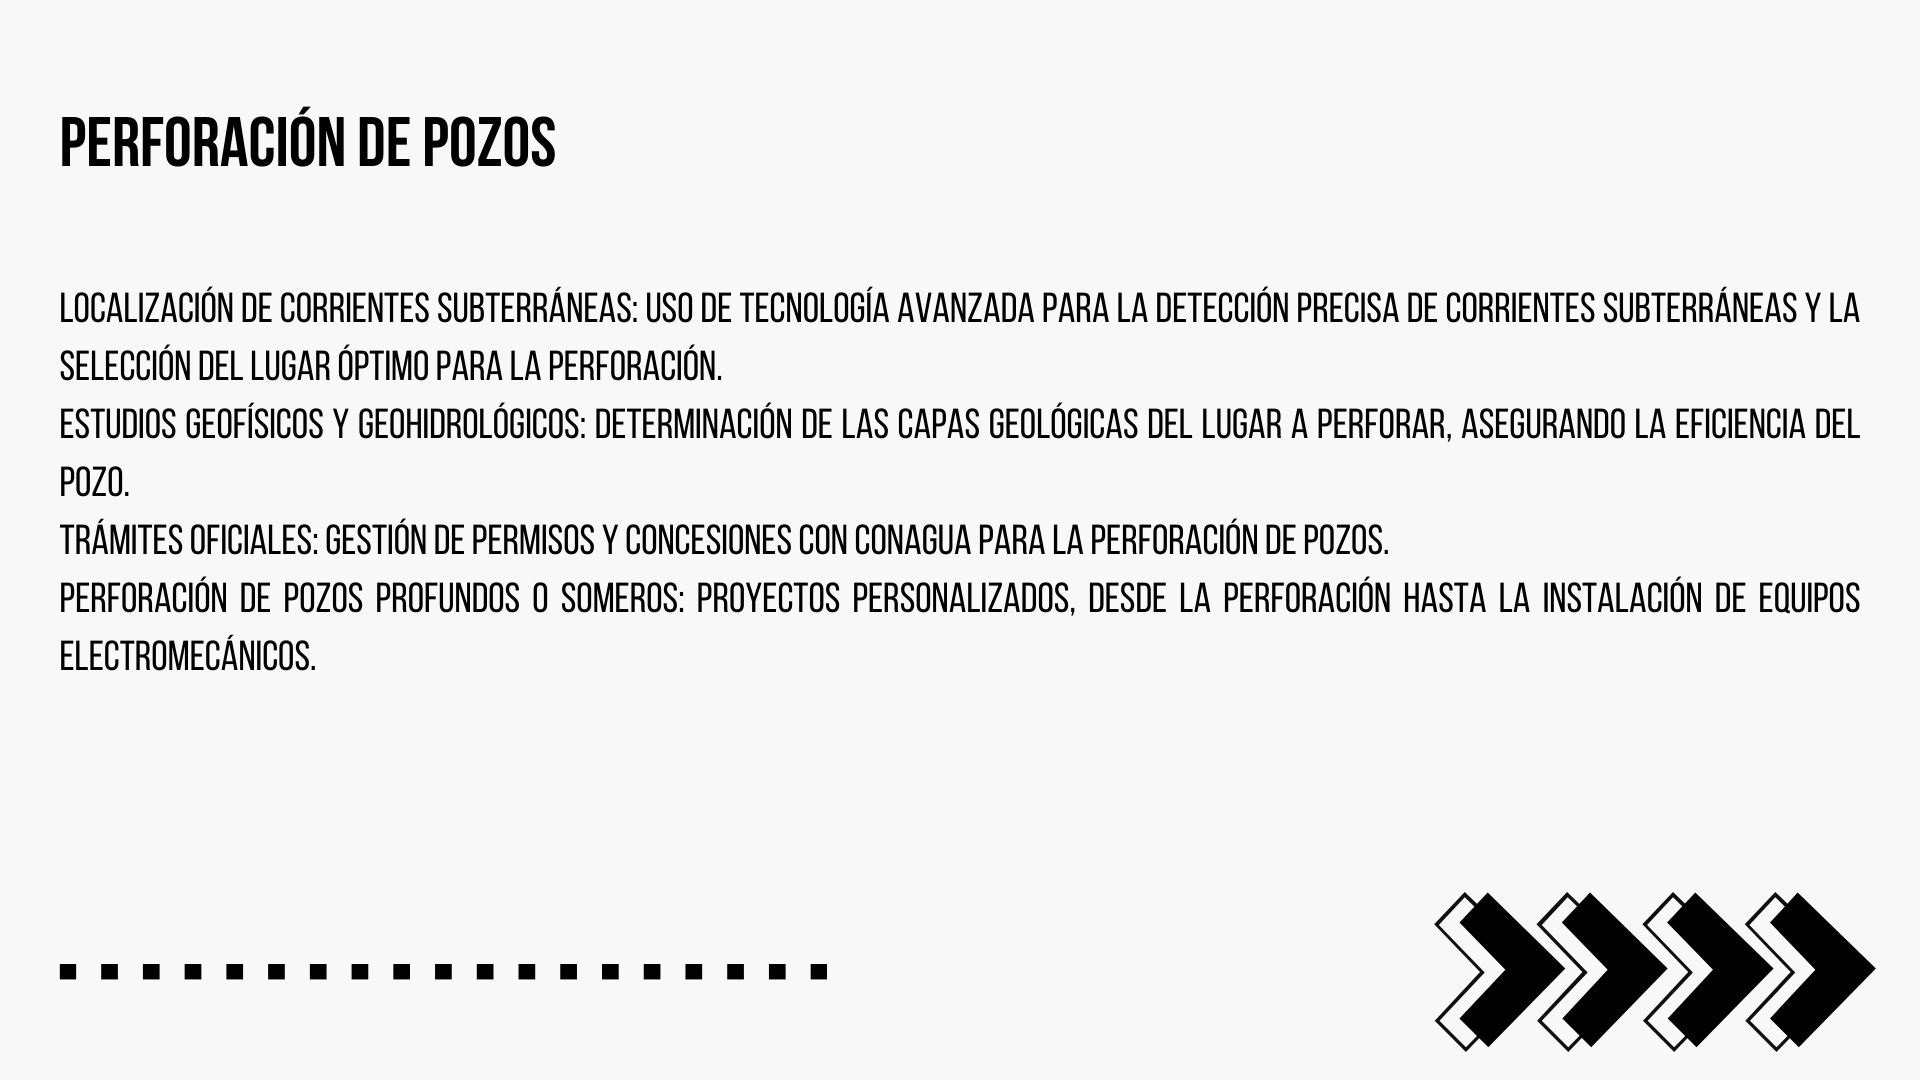 PERFORACIÓN DE POZOS
LOCALIZACIÓN DE CORRIENTES SUBTERRÁNEAS: USO DE TECNOLOGÍA AVANZADA PARA LA DETECCIÓN PRECISA DE CORRIENTES SUBTERRÁNEAS Y LA
SELECCIÓN DEL LUGAR ÓPTIMO PARA LA PERFORACIÓN.
ESTUDIOS GEOFÍSICOS Y GEOHIDROLÓGICOS: DETERMINACIÓN DE LAS CAPAS GEOLÓGICAS DEL LUGAR A PERFORAR, ASEGURANDO LA EFICIENCIA DEL
POZO.
TRÁMITES OFICIALES: GESTIÓN DE PERMISOS Y CONCESIONES CON CONAGUA PARA LA PERFORACIÓN DE POZOS.
PERFORACIÓN DE POZOS PROFUNDOS O SOMEROS: PROYECTOS PERSONALIZADOS, DESDE LA PERFORACIÓN HASTA LA INSTALACIÓN DE EQUIPOS
ELECTROMECÁNICOS.